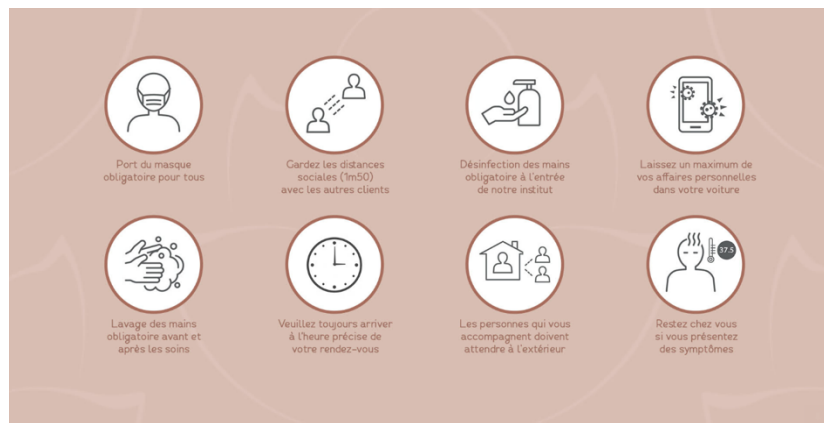 Port du masque
obligatoire pour tous
Gardez les distances
sociales (1m50)
avec les autres clients
Désinfection des mains
obligatoire à l'entrée
de notre institut
Laissez un maximum de
vos affaires personnelles
dans votre voiture
Lavage des mains
obligatoire avant et
après les soins
Veuillez toujours arriver
à l'heure précise de
votre rendez-vous
Les personnes qui vous
accompagnent doivent
attendre à l'extérieur
37.5
Restez chez vous
si vous présentez
des symptômes